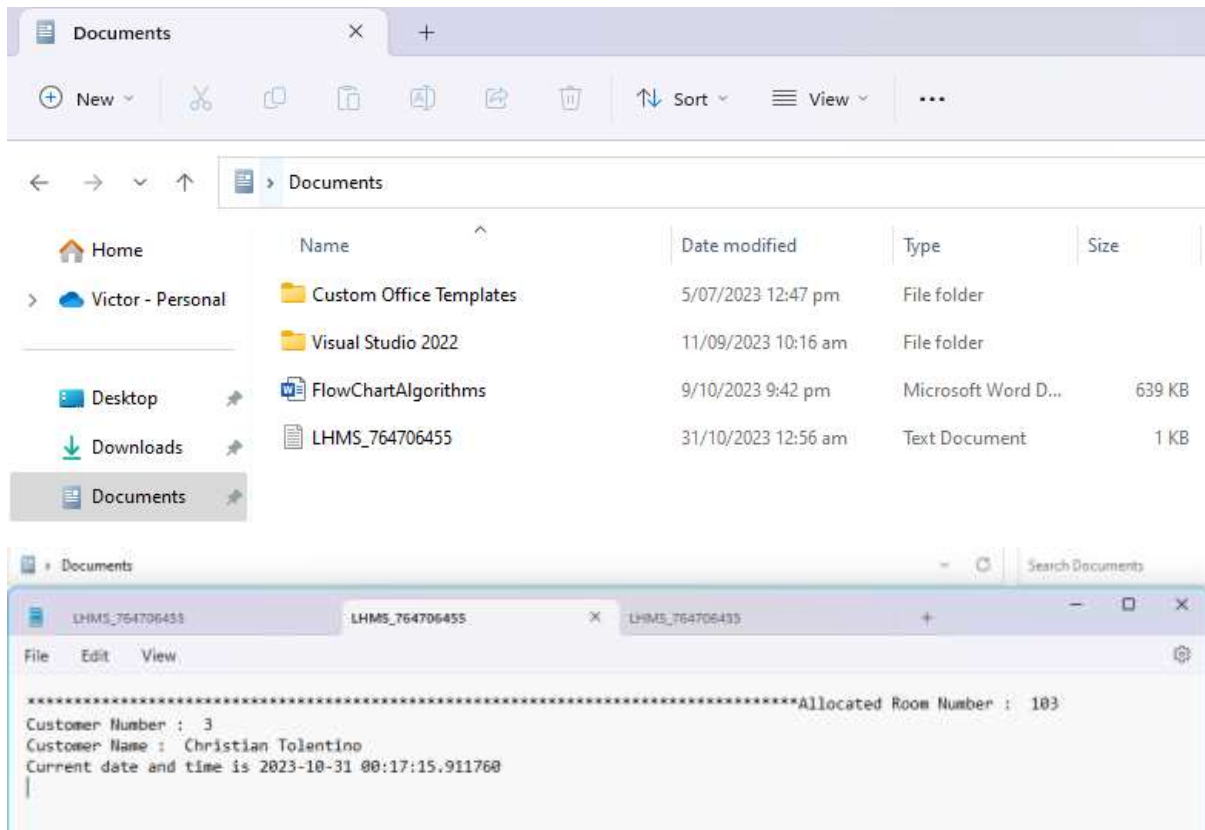 Documents
New Sort View
Documents
Name Date modified Type Size
Home
Custom Office Templates 5/07/2023 12:47 pm File folder
Victor - Personal
Visual Studio 2022 11/09/2023 10:16 am File folder
Desktop
FlowChartAlgorithms 9/10/2023 9:42 pm Microsoft Word D... 639 KB
Downloads
LHMS_764706455 31/10/2023 12:56 am Text Document 1 KB
Documents
Documents Search Documents
LHMS_764706455 LHMS_764706455 LHMS_764706455
File Edit View
***********************************************************************************Allocated Room Number :  103
Customer Number :  3
Customer Name :  Christian Tolentino
Current date and time is 2023-10-31 00:17:15.911760